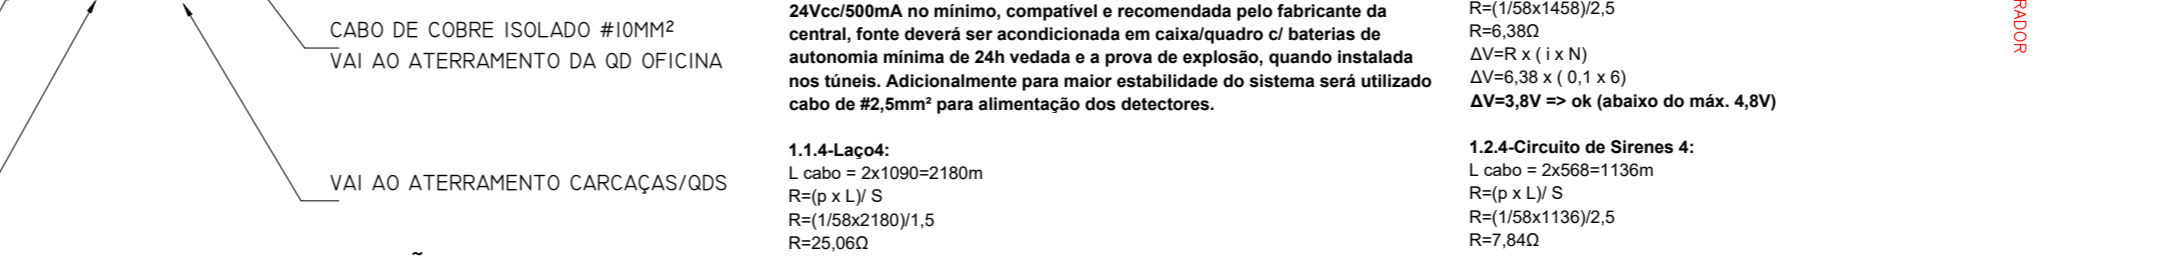 CABO DE COBRE ISOLADO #10MM²
VAI AO ATERRAMENTO DA QD OFICINA
VAI AO ATERRAMENTO CARCAÇAS/QDS
24Vcc/500mA no mínimo, compatível e recomendada pelo fabricante da
central, fonte deverá ser acondicionada em caixa/quadro c/ baterias de
autonomia mínima de 24h vedada e a prova de explosão, quando instalada
nos túneis. Adicionalmente para maior estabilidade do sistema será utilizado
cabo de #2,5mm² para alimentação dos detectores.
1.1.4-Laço4:
L cabo = 2x1090=2180m
R=(p x L)/ S
R=(1/58x2180)/1,5
R=25,06Ω
R=(1/58x1458)/2,5
R=6,38Ω
ΔV=R x ( i x N)
ΔV=6,38 x ( 0,1 x 6)
ΔV=3,8V => ok (abaixo do máx. 4,8V)
1.2.4-Circuito de Sirenes 4:
L cabo = 2x568=1136m
R=(p x L)/ S
R=(1/58x1136)/2,5
R=7,84Ω
RADOR